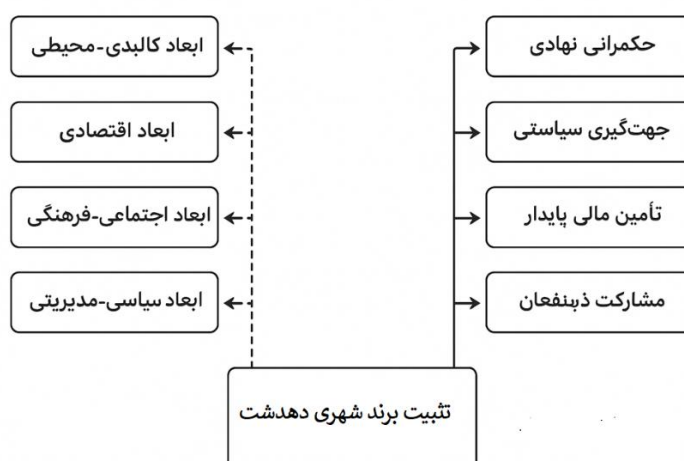 حکمرانی نهادی
ابعاد کالبدی-محیطی
جهت‌گیری سیاستی
ابعاد اقتصادی
تأمین مالی پایدار
ابعاد اجتماعی-فرهنگی
مشارکت ذینفعان
ابعاد سیاسی-مدیریتی
تثبیت برند شهری دهدشت